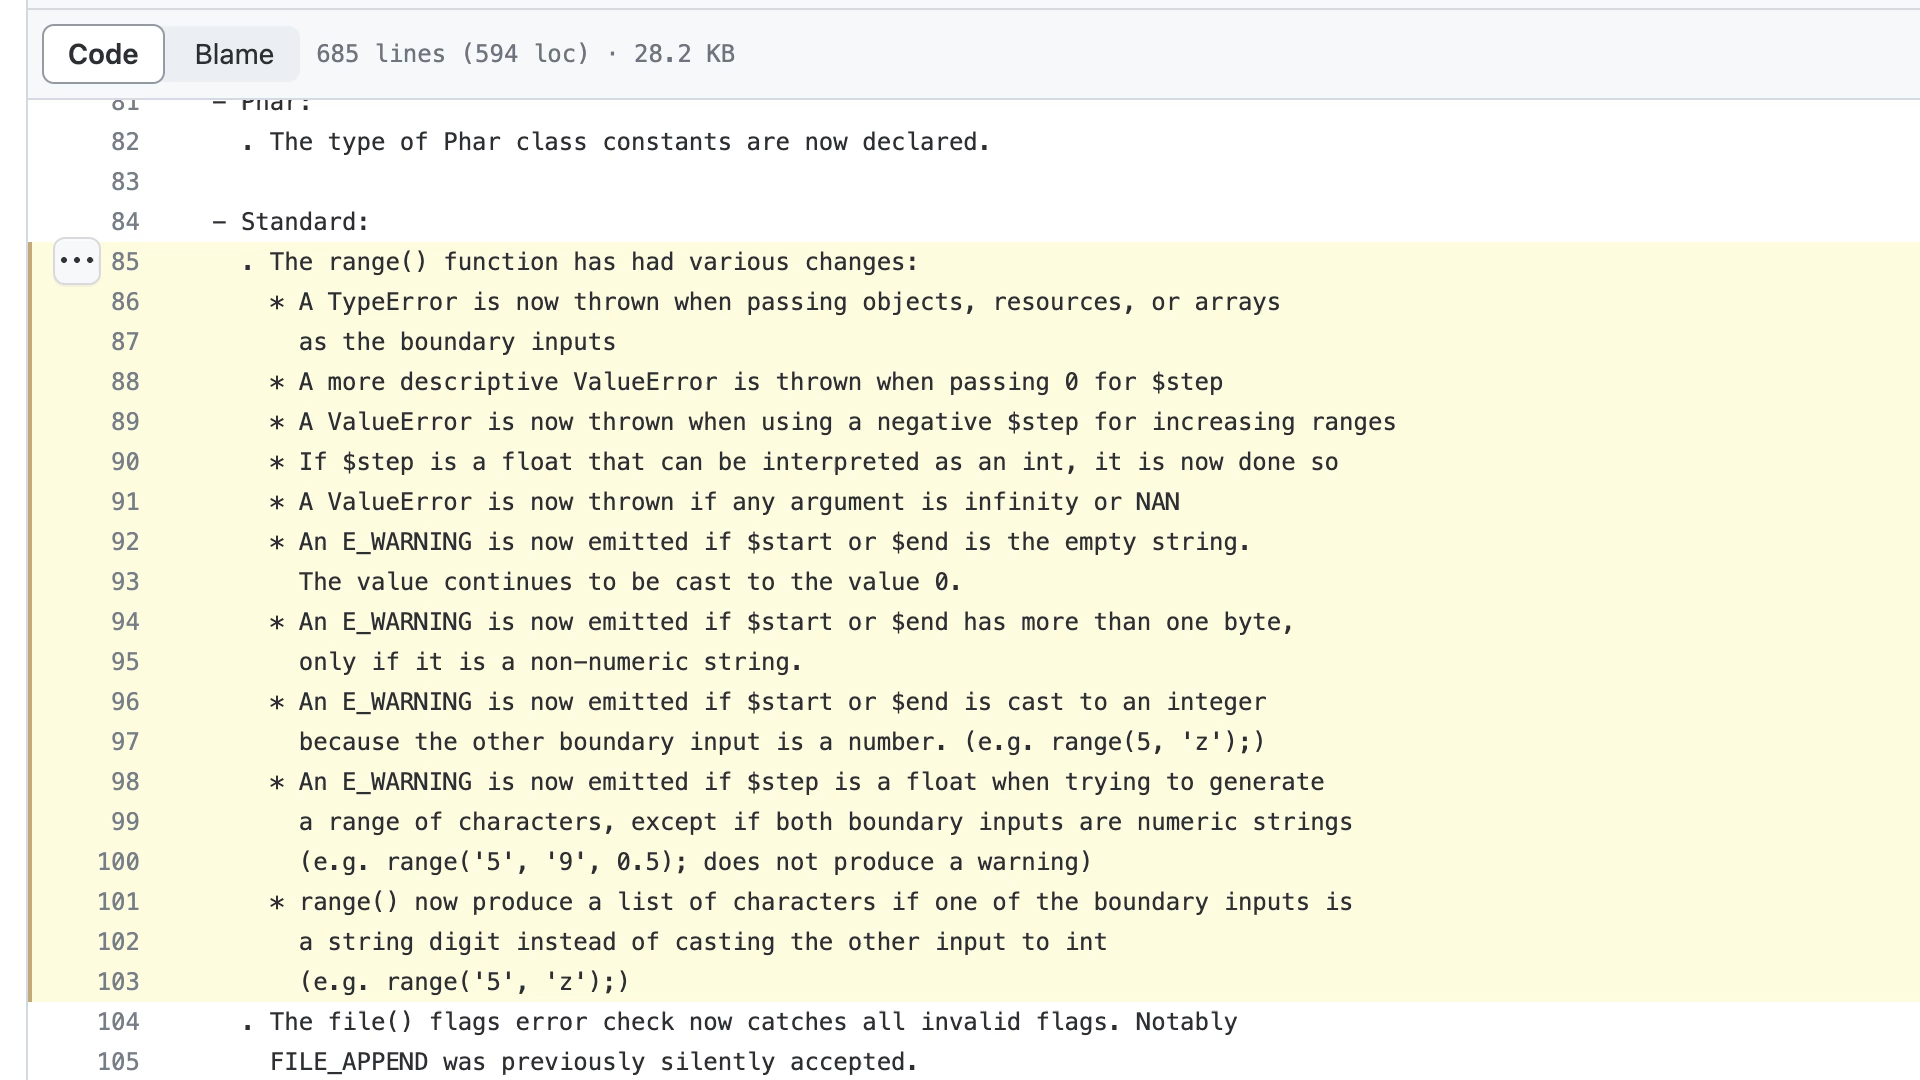 Code Blame 685 lines (594 loc) · 28.2 KB
81 - Phar:
82 . The type of Phar class constants are now declared.
83
84 - Standard:
85 . The range() function has had various changes:
86 * A TypeError is now thrown when passing objects, resources, or arrays
87 as the boundary inputs
88 * A more descriptive ValueError is thrown when passing 0 for $step
89 * A ValueError is now thrown when using a negative $step for increasing ranges
90 * If $step is a float that can be interpreted as an int, it is now done so
91 * A ValueError is now thrown if any argument is infinity or NAN
92 * An E_WARNING is now emitted if $start or $end is the empty string.
93 The value continues to be cast to the value 0.
94 * An E_WARNING is now emitted if $start or $end has more than one byte,
95 only if it is a non-numeric string.
96 * An E_WARNING is now emitted if $start or $end is cast to an integer
97 because the other boundary input is a number. (e.g. range(5, 'z');)
98 * An E_WARNING is now emitted if $step is a float when trying to generate
99 a range of characters, except if both boundary inputs are numeric strings
100 (e.g. range('5', '9', 0.5); does not produce a warning)
101 * range() now produce a list of characters if one of the boundary inputs is
102 a string digit instead of casting the other input to int
103 (e.g. range('5', 'z');)
104 . The file() flags error check now catches all invalid flags. Notably
105 FILE_APPEND was previously silently accepted.